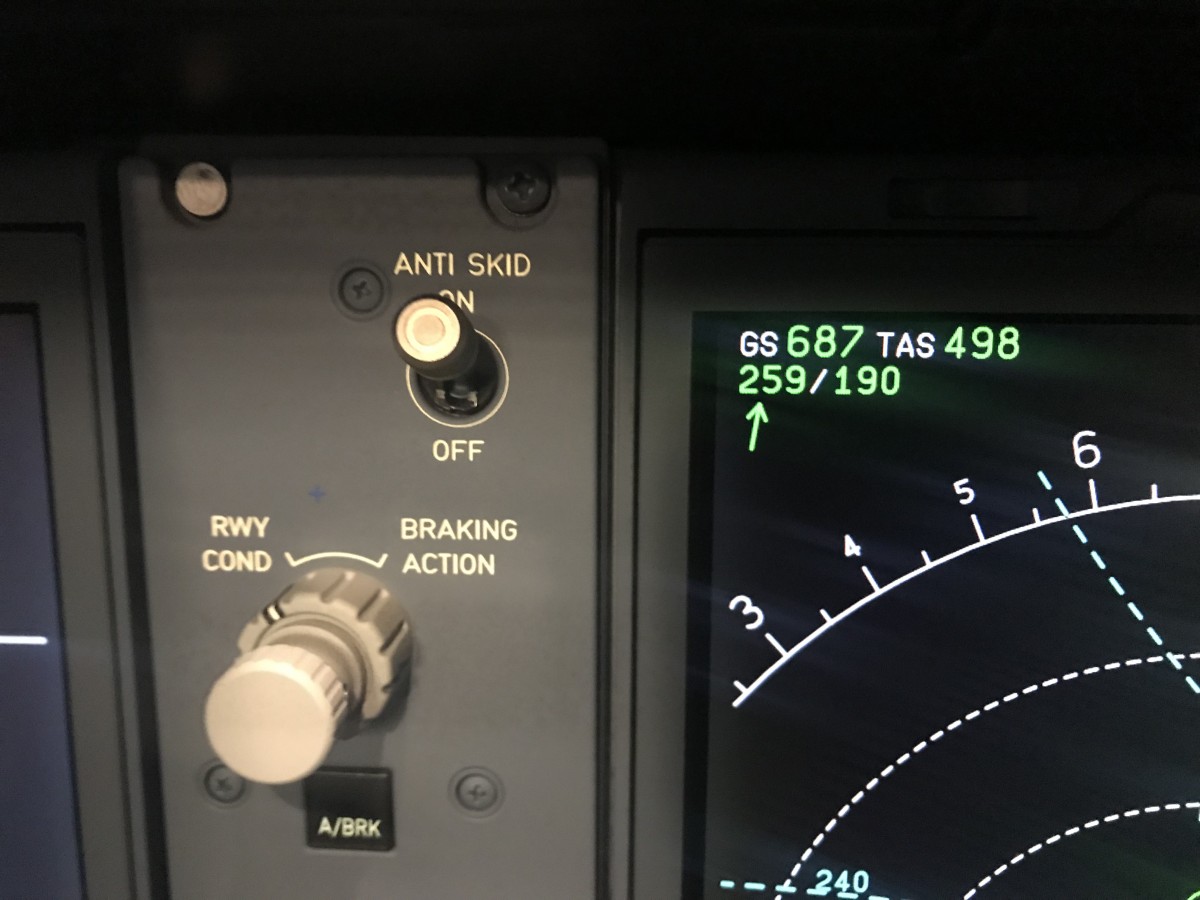 ANTI SKID
ON
OFF
RWY
COND
BRAKING
ACTION
A/BRK
GS 687 TAS 498
259/190
3
4
5
6
240